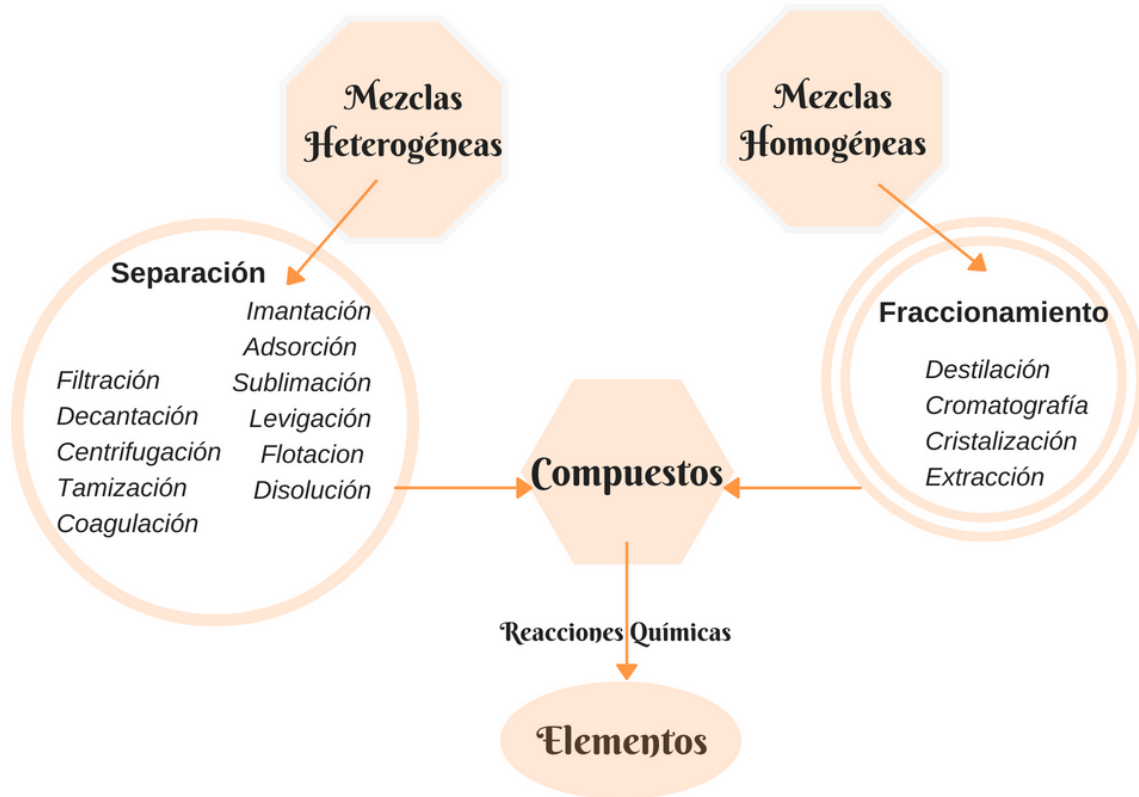 Mezclas
Heterogéneas
Mezclas
Homogéneas
Separación
Imantación
Adsorción
Sublimación
Levigación
Flotacion
Disolución
Filtración
Decantación
Centrifugación
Tamización
Coagulación
Fraccionamiento
Destilación
Cromatografía
Cristalización
Extracción
Compuestos
Reacciones Químicas
Elementos